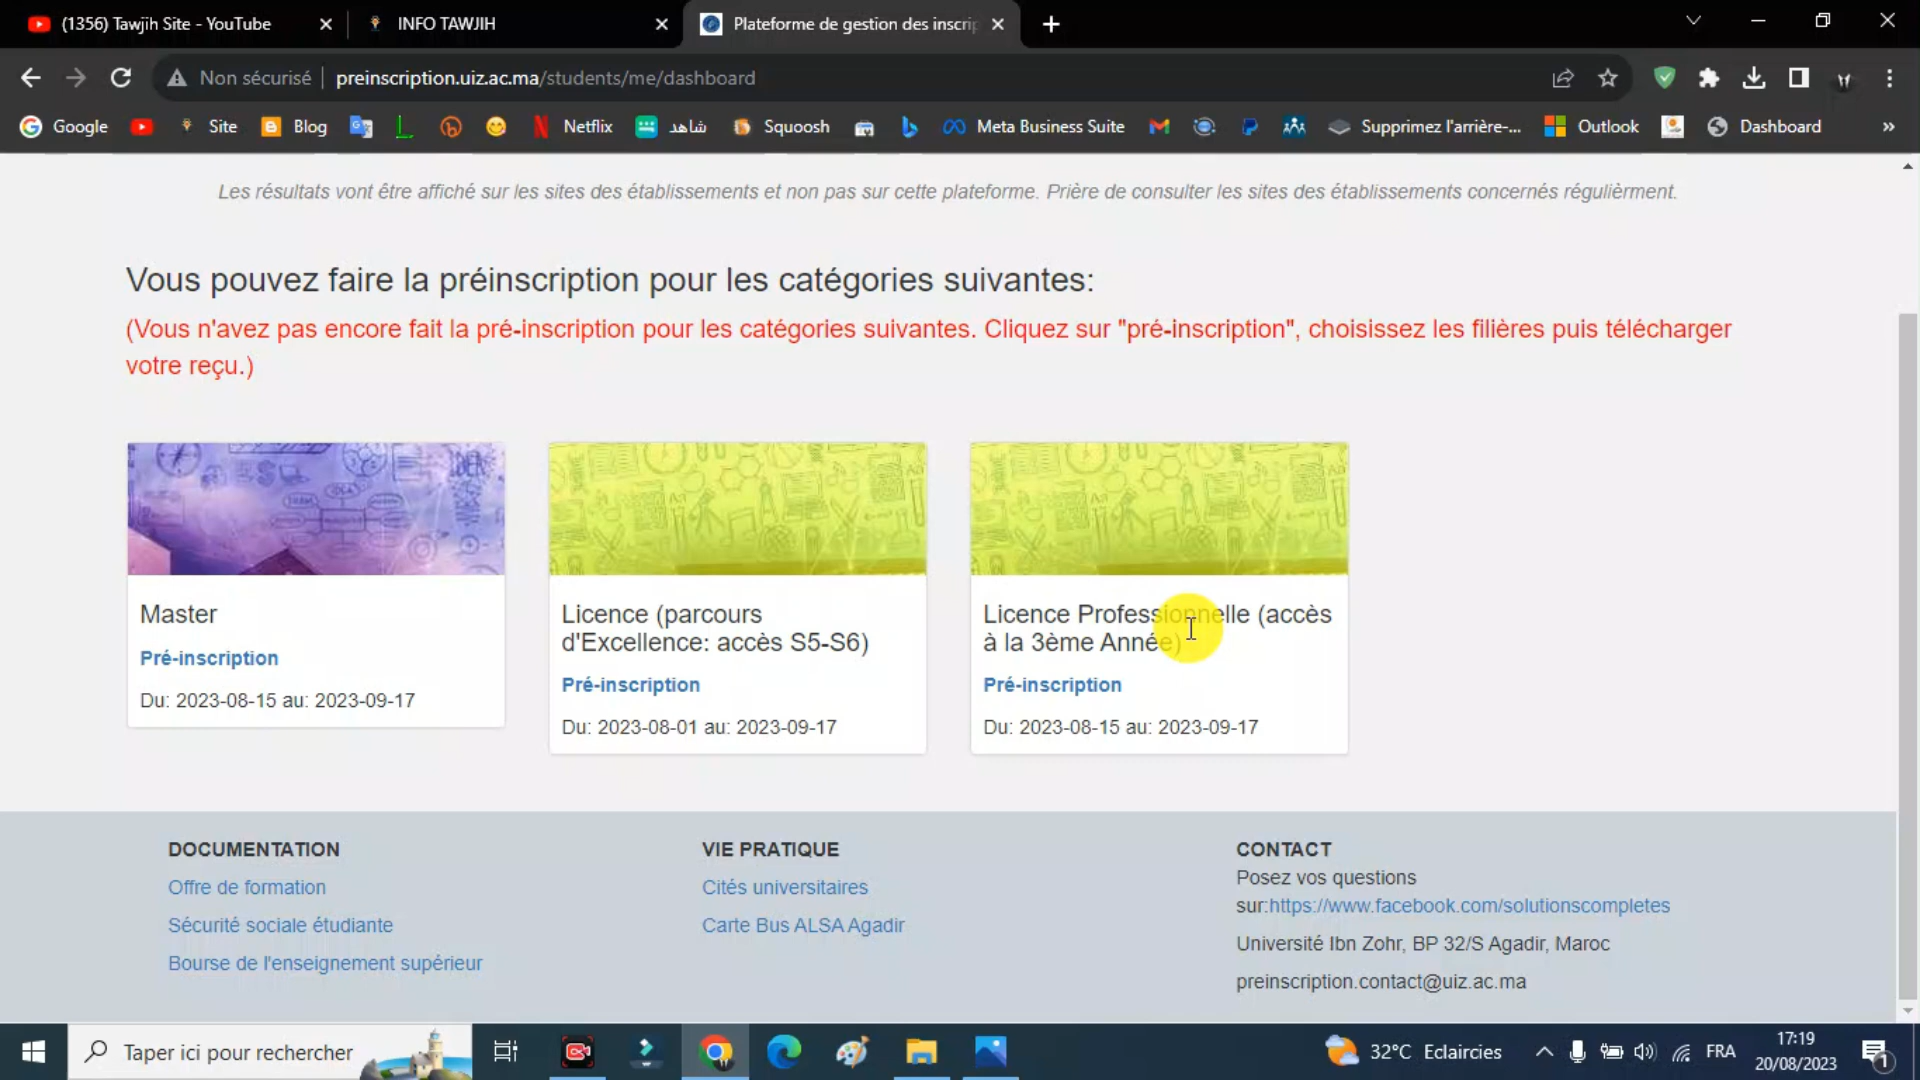 (1356) Tawjih Site - YouTube
INFO TAWJIH
Plateforme de gestion des inscrip
Non sécurisé
preinscription.uiz.ac.ma/students/me/dashboard
Google
Site
Blog
Netflix
شاهد
Squoosh
Meta Business Suite
Supprimez l'arrière-...
Outlook
Dashboard
Les résultats vont être affiché sur les sites des établissements et non pas sur cette plateforme. Prière de consulter les sites des établissements concernés régulièrment.
Vous pouvez faire la préinscription pour les catégories suivantes:
(Vous n'avez pas encore fait la pré-inscription pour les catégories suivantes. Cliquez sur "pré-inscription", choisissez les filières puis télécharger
votre reçu.)
Master
Pré-inscription
Du: 2023-08-15 au: 2023-09-17
Licence (parcours
d'Excellence: accès S5-S6)
Pré-inscription
Du: 2023-08-01 au: 2023-09-17
Licence Professionnelle (accès
à la 3ème Année)
Pré-inscription
Du: 2023-08-15 au: 2023-09-17
DOCUMENTATION
Offre de formation
Sécurité sociale étudiante
Bourse de l'enseignement supérieur
VIE PRATIQUE
Cités universitaires
Carte Bus ALSA Agadir
CONTACT
Posez vos questions
sur:https://www.facebook.com/solutionscompletes
Université Ibn Zohr, BP 32/S Agadir, Maroc
preinscription.contact@uiz.ac.ma
Taper ici pour rechercher
32°C Eclaircies
FRA
17:19
20/08/2023
1